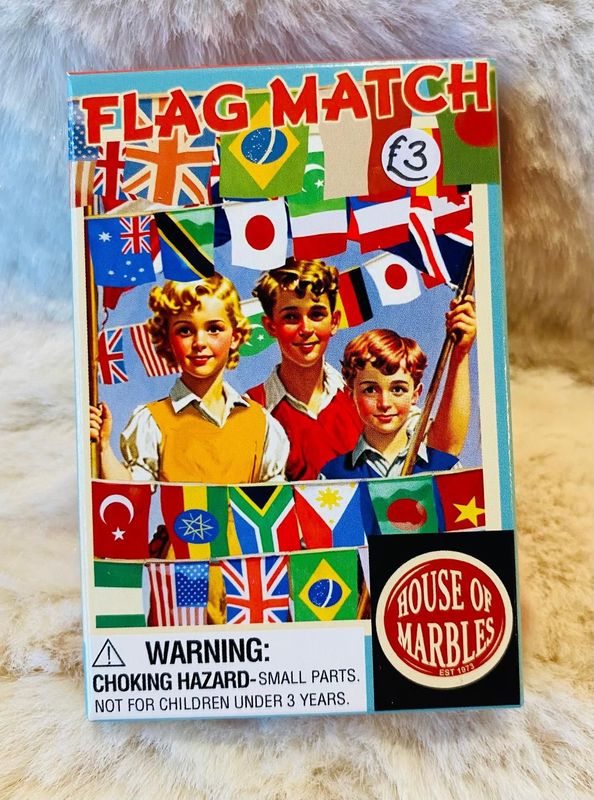 FLAG MATCH
£3
WARNING:
CHOKING HAZARD-SMALL PARTS.
NOT FOR CHILDREN UNDER 3 YEARS.
HOUSE OF
MARBLES
EST 1973